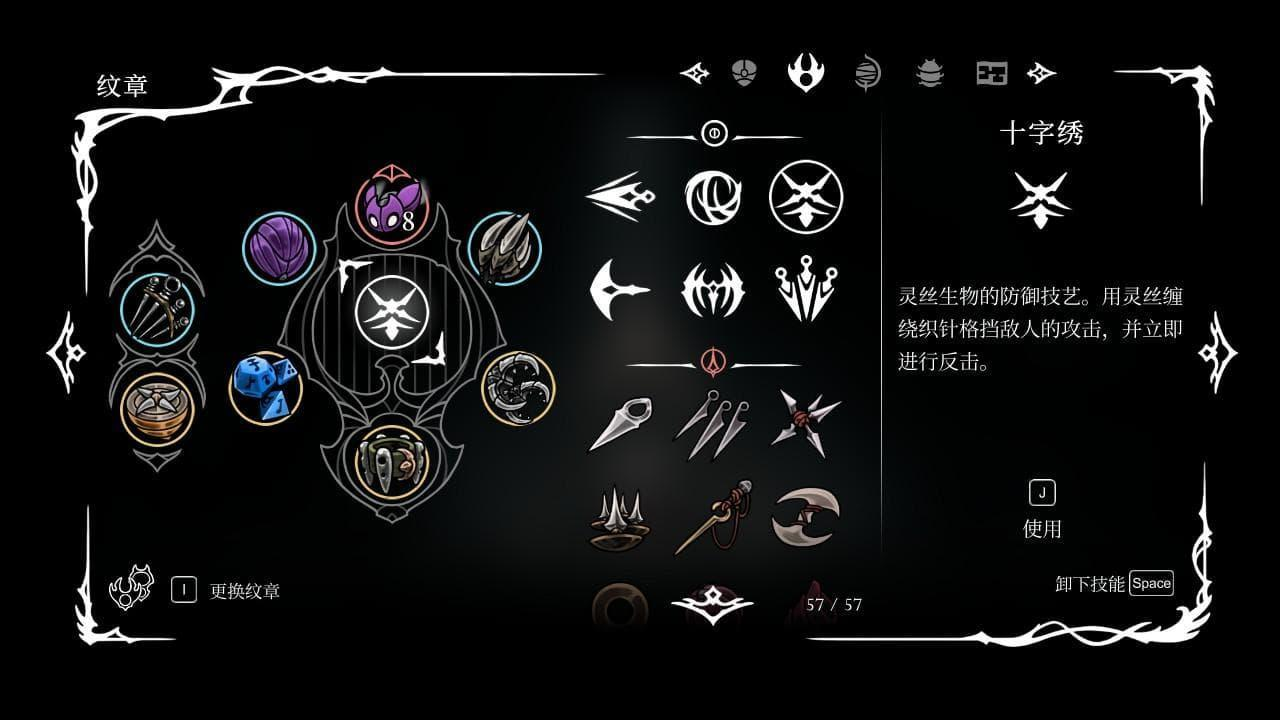 纹章
十字绣
8
灵丝生物的防御技艺。用灵丝缠
绕织针格挡敌人的攻击，并立即
进行反击。
J
使用
I
更换纹章
57 / 57
卸下技能 Space